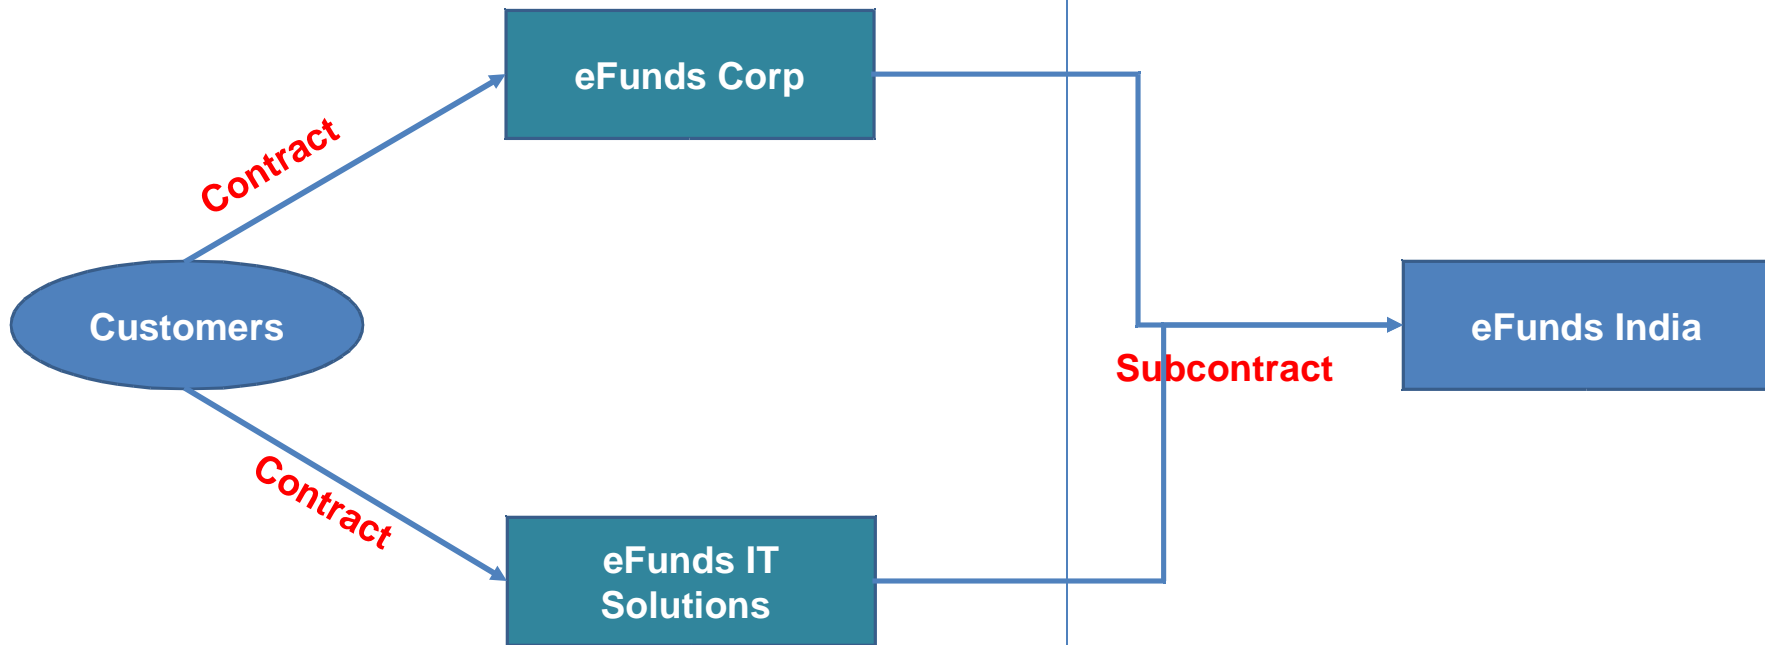 eFunds Corp
Contract
Customers
eFunds India
Subcontract
Contract
eFunds IT
Solutions